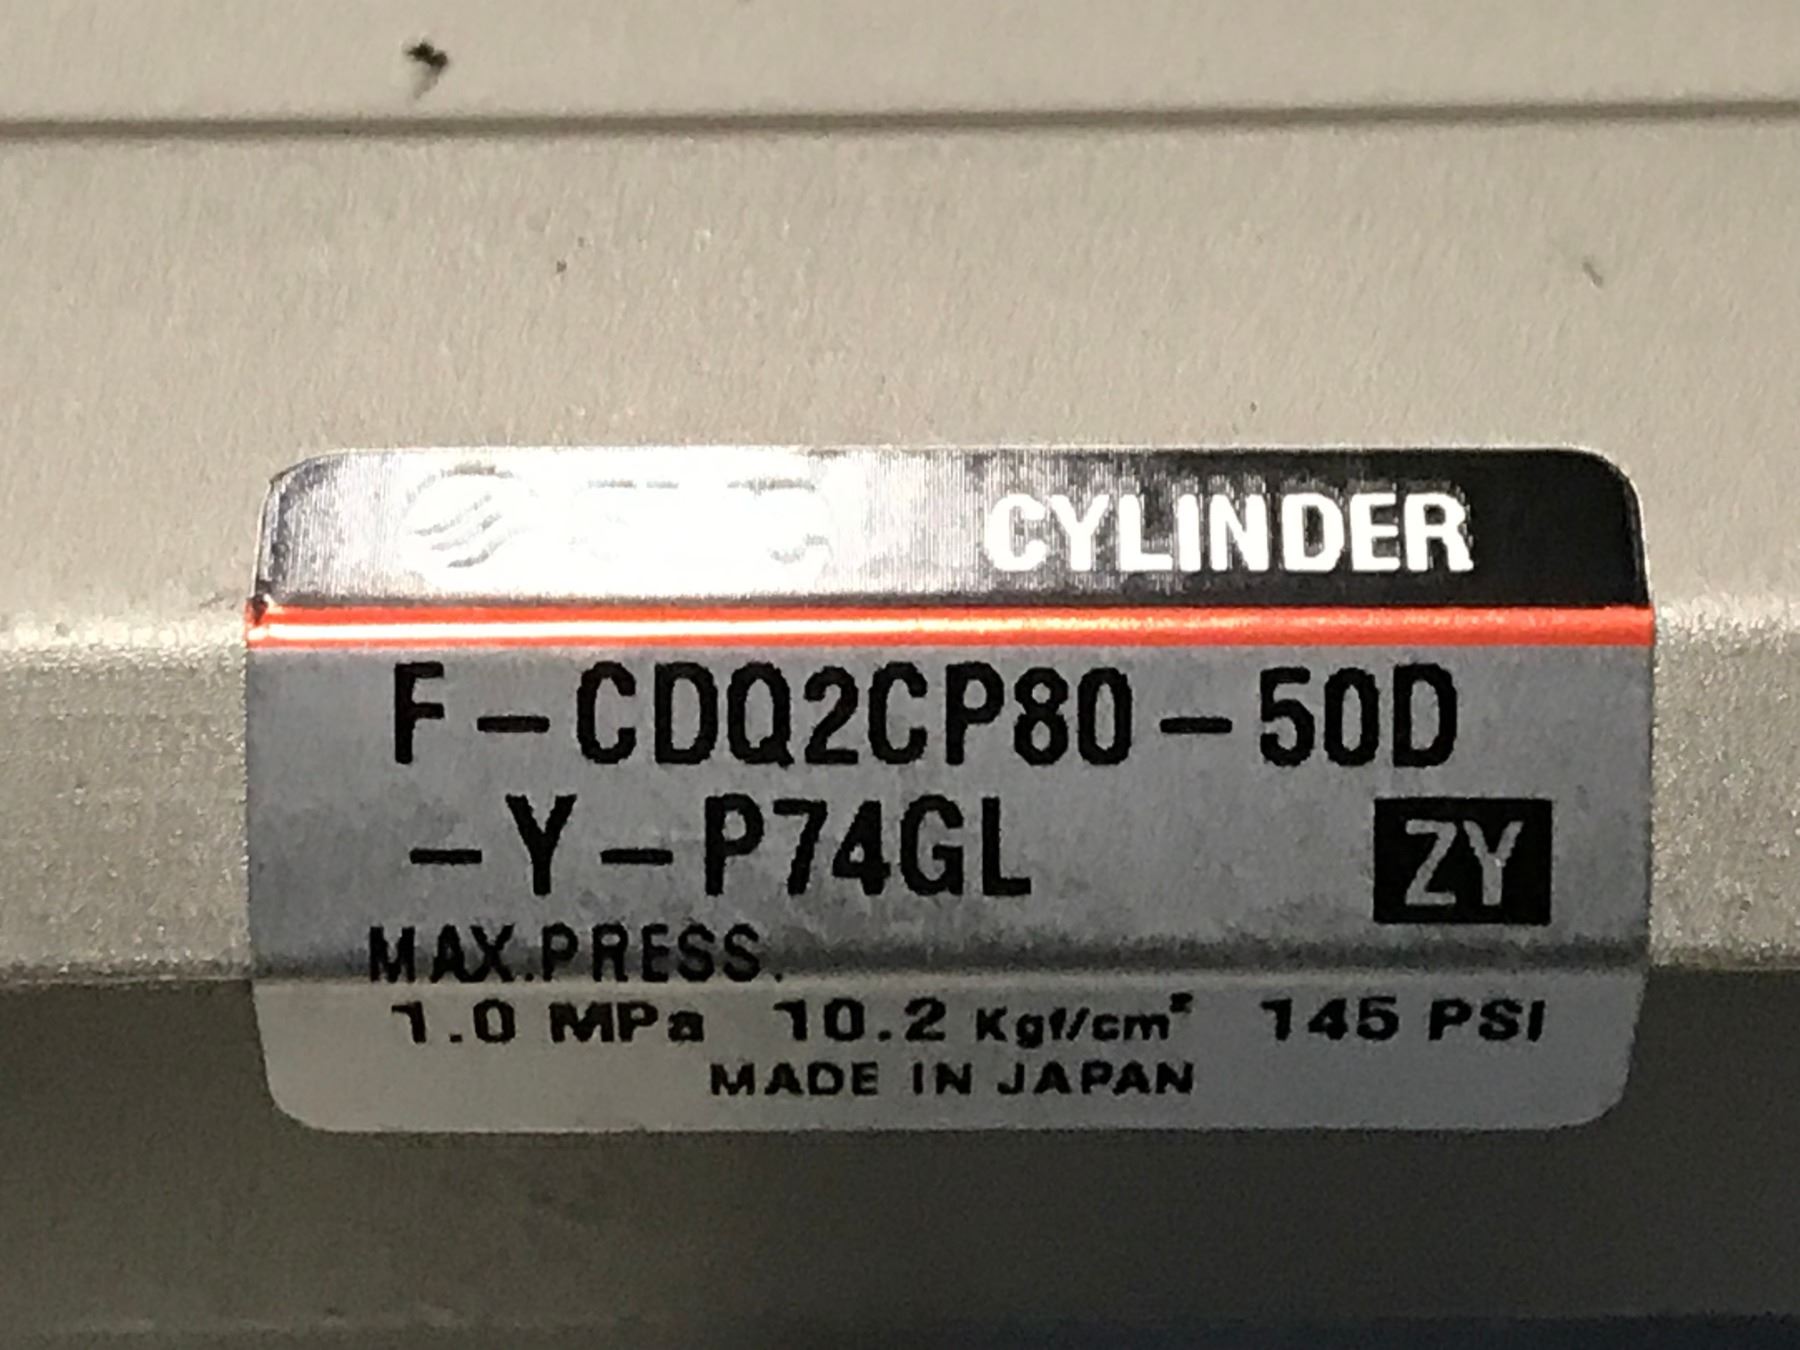 CYLINDER
F-CDQ2CP80-50D
-Y-P74GL ZY
MAX.PRESS.
1.0 MPa 10.2 Kgf/cm² 145 PSI
MADE IN JAPAN